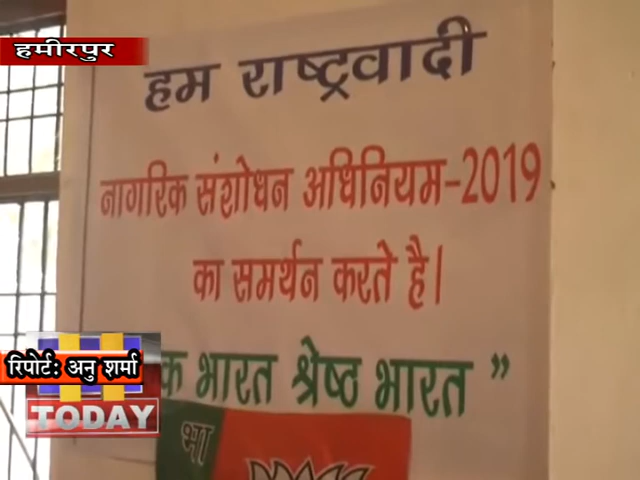 हमीरपुर
हम राष्ट्रवादी
नागरिक संशोधन अधिनियम-2019
का समर्थन करते है।
क भारत श्रेष्ठ भारत ”
रिपोर्ट: अनु शर्मा
TODAY
भा